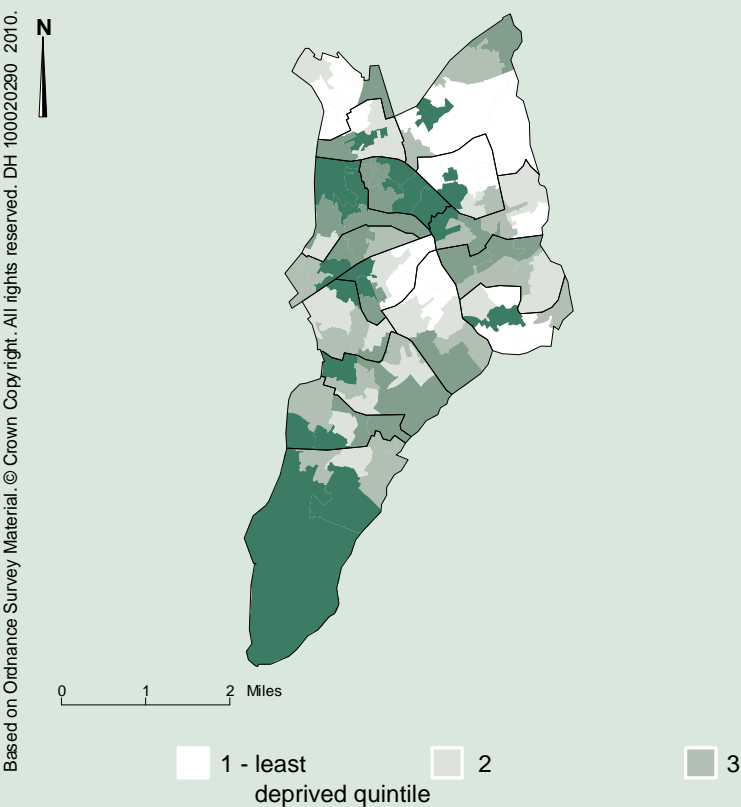 Based on Ordnance Survey Material. © Crown Copyright. All rights reserved. DH 100020290 2010.
N
0 1 2 Miles
1 - least
deprived quintile
2
3